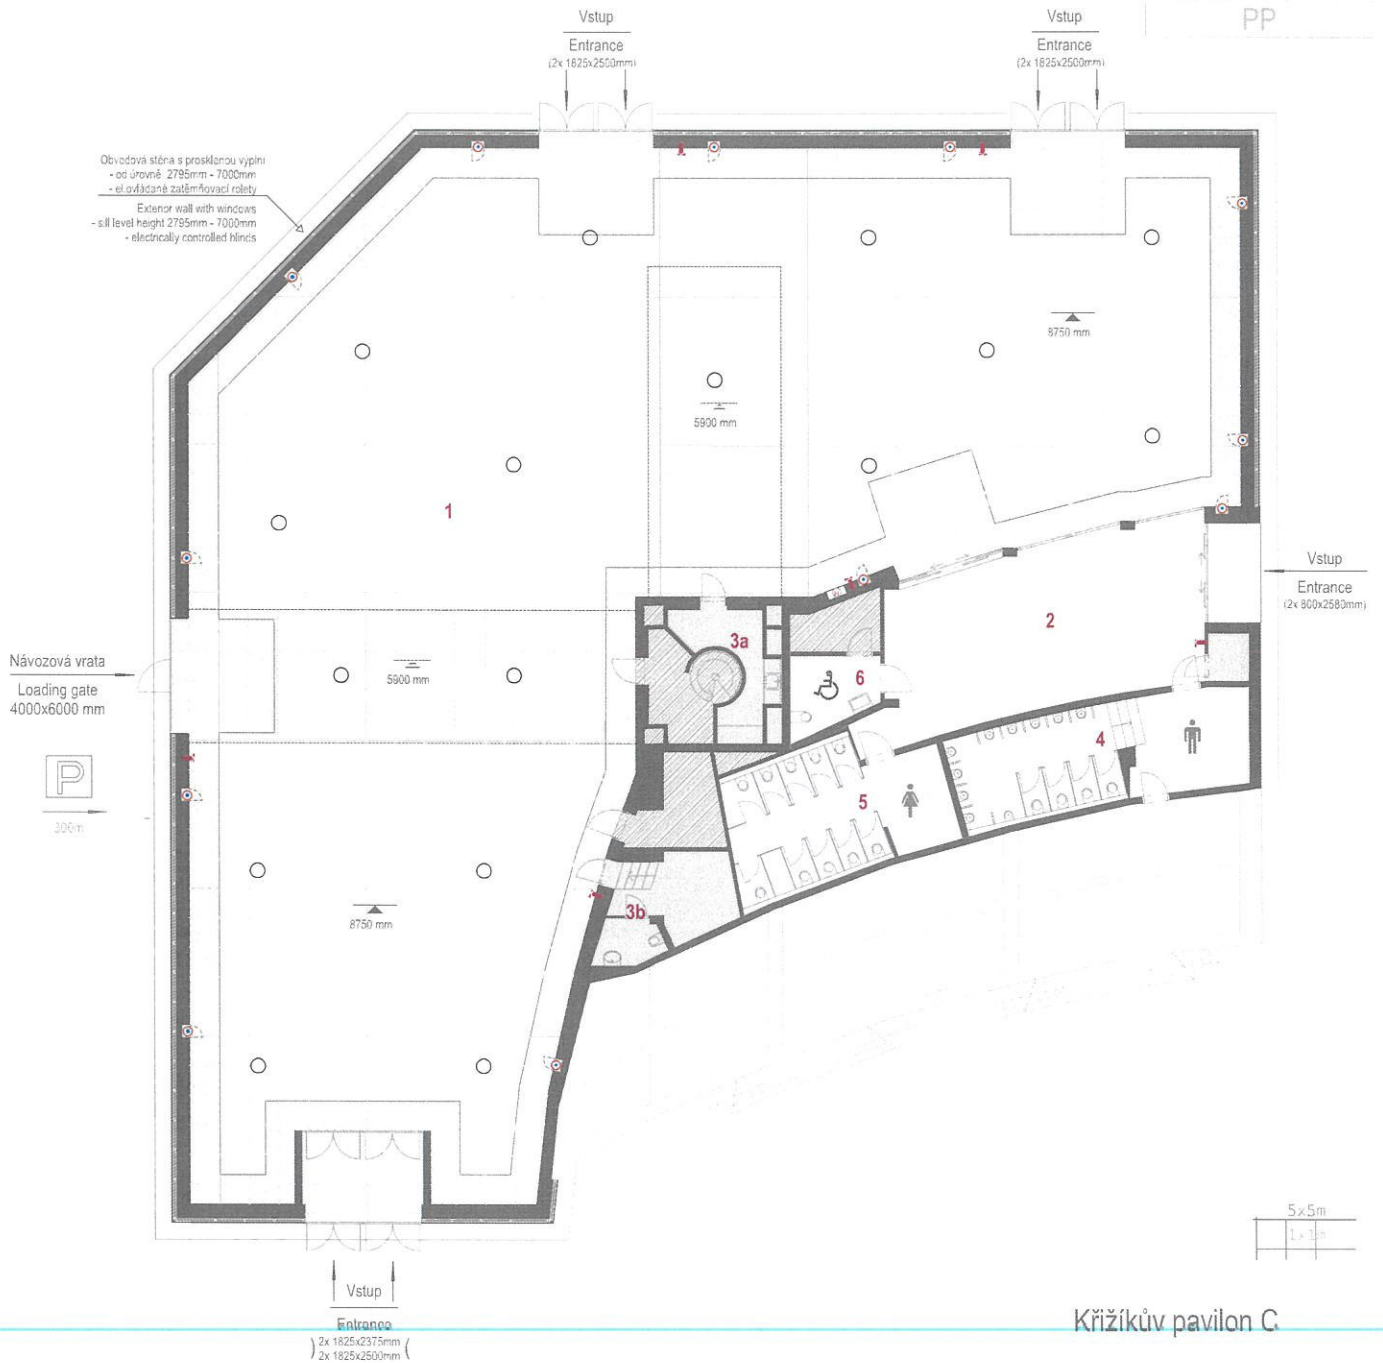 PP
Vstup
Entrance
(2x 1825x2500mm)
Vstup
Entrance
(2x 1825x2500mm)
Obvodová stěna s prosklenou výplní
- od úrovně 2795mm - 7000mm
- el.ovládané zatěmňovací rolety
Exterior wall with windows
- sill level height 2795mm - 7000mm
- electrically controlled blinds
8750 mm
5900 mm
1
Vstup
Entrance
(2x 800x2580mm)
2
3a
Návozová vrata
Loading gate
4000x6000 mm
5900 mm
6
4
P
300m
5
3b
8750 mm
5x5m
1x1m
Vstup
Entrance
2x 1825x2375mm
2x 1825x2500mm
Křižíkův pavilon C